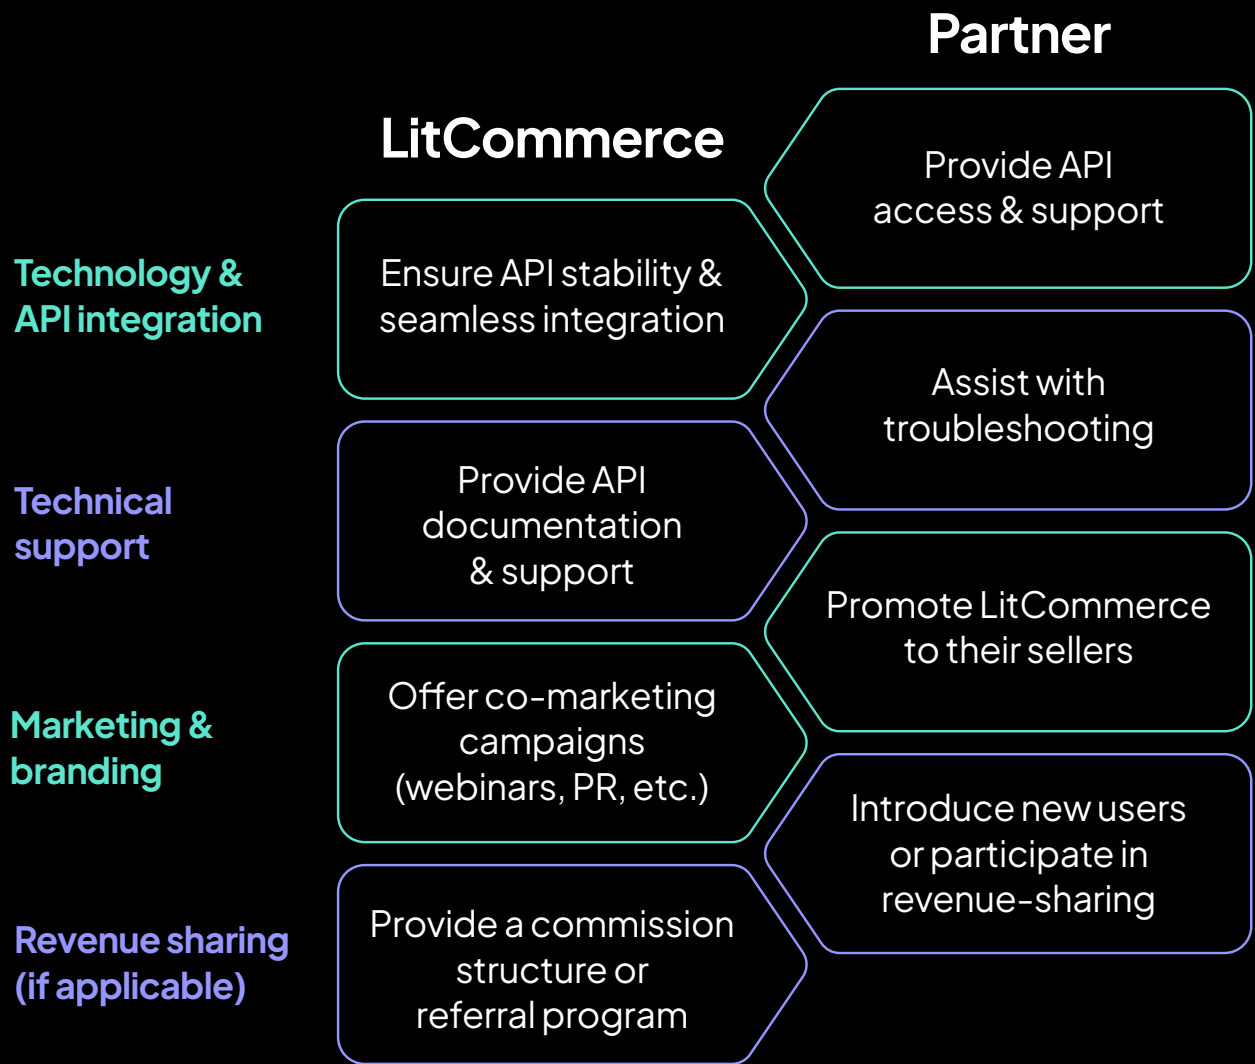 Partner
LitCommerce
Provide API
access & support
Technology &
API integration
Ensure API stability &
seamless integration
Assist with
troubleshooting
Technical
support
Provide API
documentation
& support
Promote LitCommerce
to their sellers
Marketing &
branding
Offer co-marketing
campaigns
(webinars, PR, etc.)
Introduce new users
or participate in
revenue-sharing
Revenue sharing
(if applicable)
Provide a commission
structure or
referral program